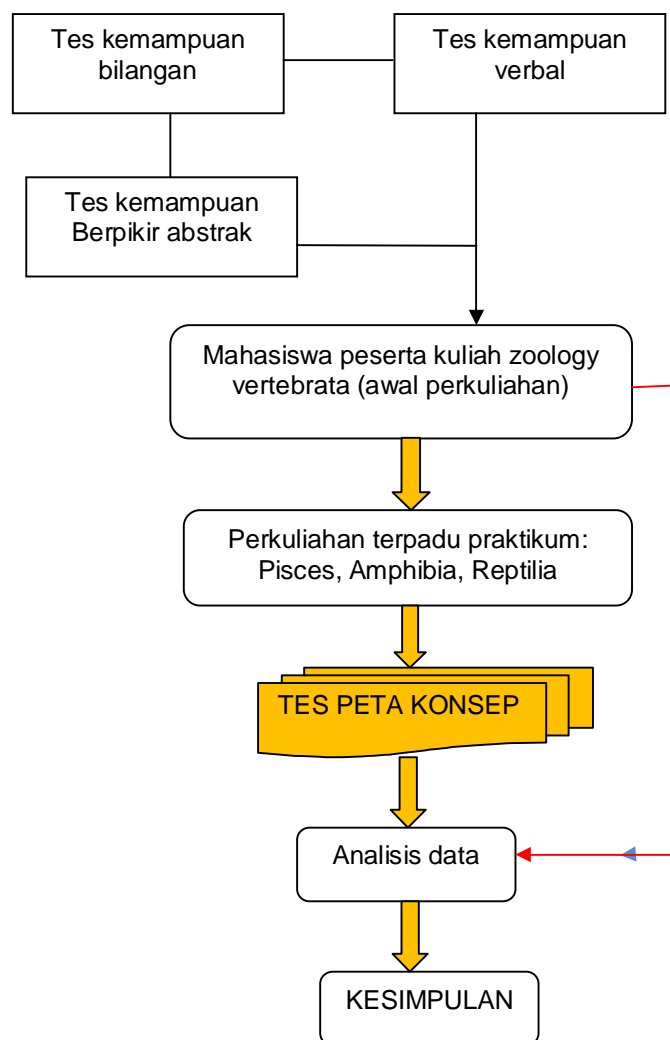 Tes kemampuan
bilangan
Tes kemampuan
verbal
Tes kemampuan
Berpikir abstrak
Mahasiswa peserta kuliah zoology
vertebrata (awal perkuliahan)
Perkuliahan terpadu praktikum:
Pisces, Amphibia, Reptilia
TES PETA KONSEP
Analisis data
KESIMPULAN